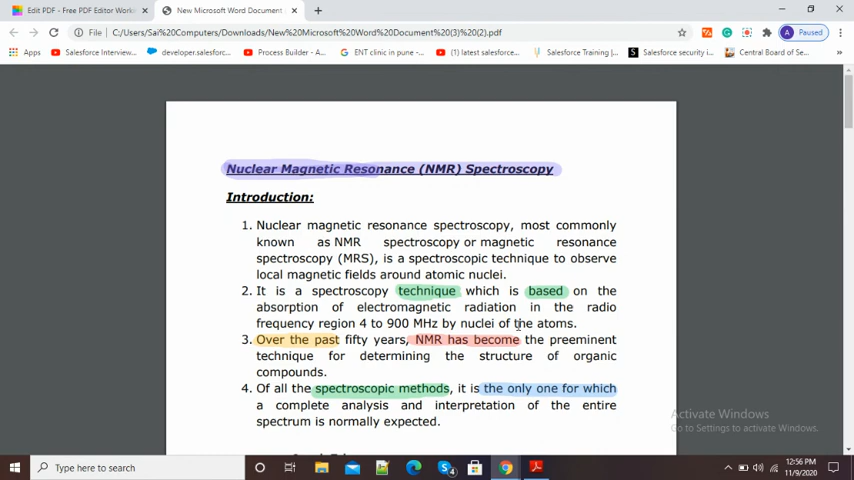 Edit PDF - Free PDF Editor Worki
New Microsoft Word Document
File
C:/Users/Sai%20Computers/Downloads/New%20Microsoft%20Word%20Document%20(3)%20(2).pdf
A
Paused
Apps
Salesforce Interview...
developer.salesforc...
Process Builder - A...
ENT clinic in pune -...
(1) latest salesforce...
Salesforce Training |...
Salesforce security i...
Central Board of Se...
»
Nuclear Magnetic Resonance (NMR) Spectroscopy
Introduction:
1. Nuclear magnetic resonance spectroscopy, most commonly
known as NMR spectroscopy or magnetic resonance
spectroscopy (MRS), is a spectroscopic technique to observe
local magnetic fields around atomic nuclei.
2. It is a spectroscopy technique which is based on the
absorption of electromagnetic radiation in the radio
frequency region 4 to 900 MHz by nuclei of the atoms.
3. Over the past fifty years, NMR has become the preeminent
technique for determining the structure of organic
compounds.
4. Of all the spectroscopic methods, it is the only one for which
a complete analysis and interpretation of the entire
spectrum is normally expected.
Activate Windows
Go to Settings to activate Windows.
Type here to search
4
12:56 PM
11/9/2020